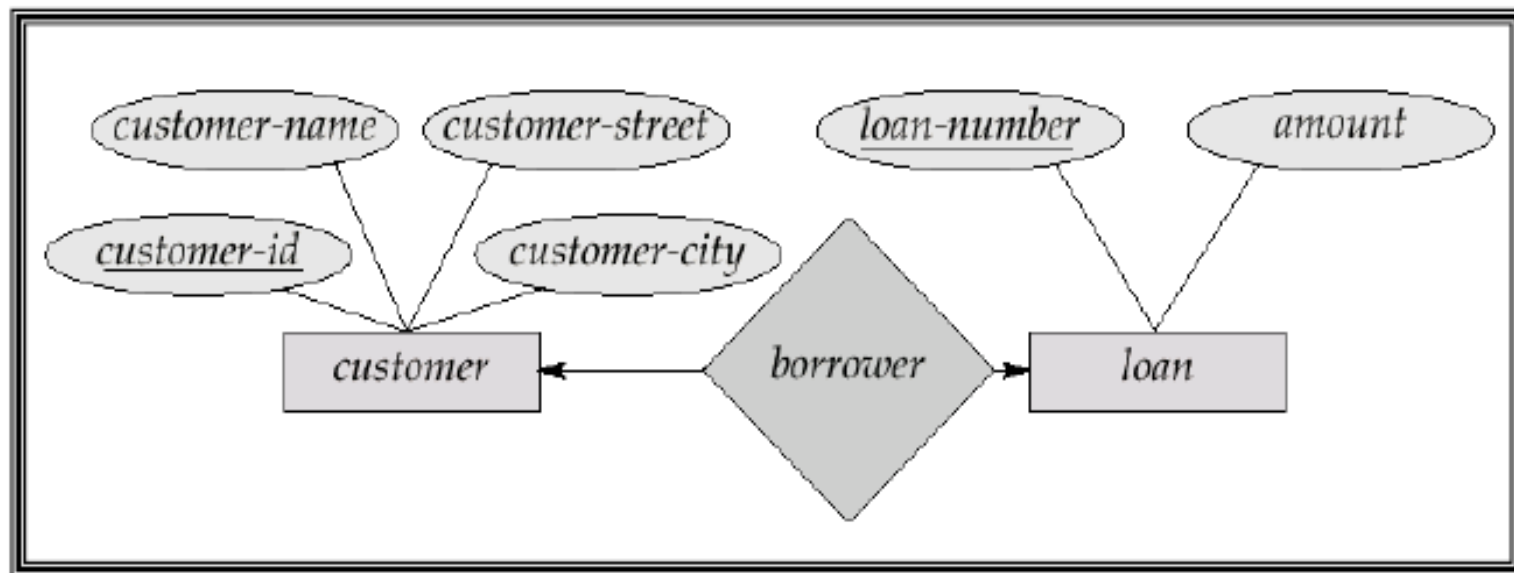 customer-name customer-street loan-number amount
customer-id customer-city
customer borrower loan